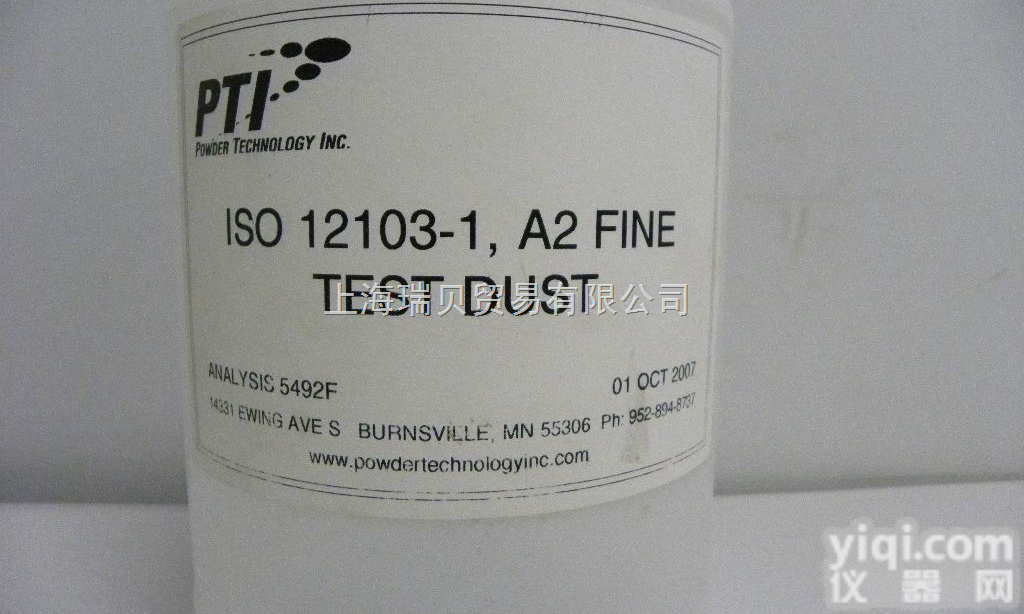 PTI
POWDER TECHNOLOGY INC.
ISO 12103-1, A2 FINE
TEST DUST
上海瑞贝贸易有限公司
ANALYSIS 5492F
01 OCT 2007
14331 EWING AVE S BURNSVILLE, MN 55306 Ph: 952-894-8737
www.powdertechnologyinc.com
yiqi.com
仪器网